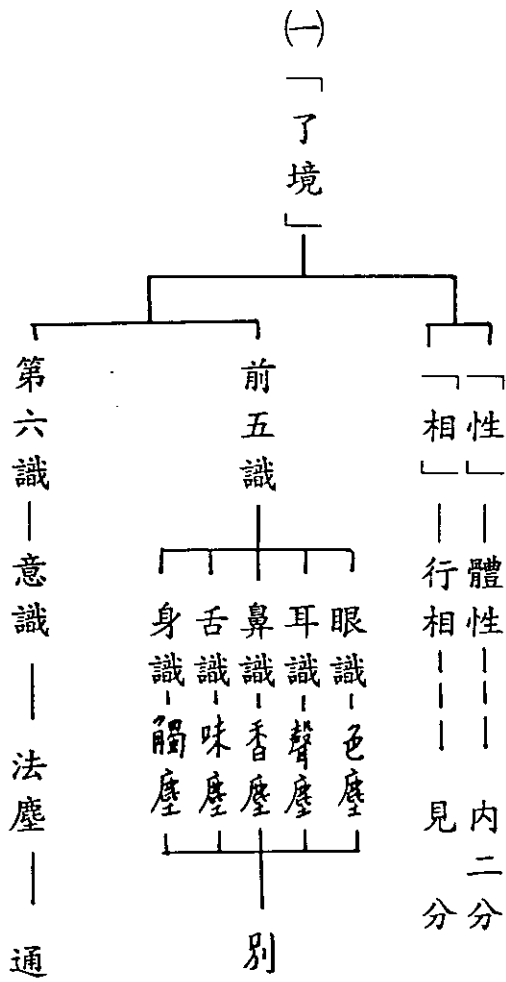 ㈠「了境」
「性」—體性---內二分
「相」—行相---見分
前五識
眼識-色塵
耳識-聲塵
鼻識-香塵
舌識-味塵
身識-觸塵
別
第六識—意識—法塵—通